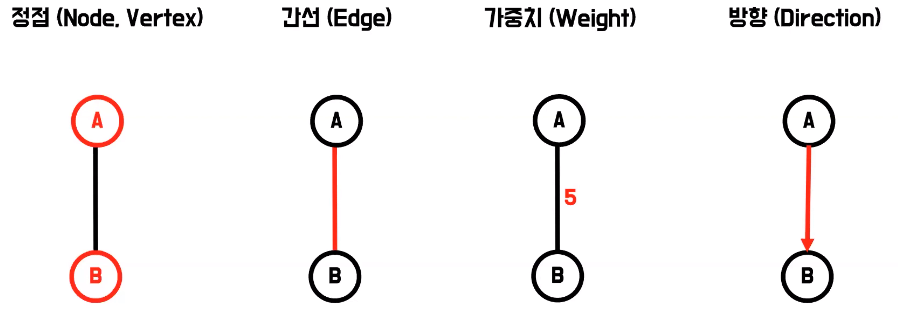 정점 (Node, Vertex)
간선 (Edge)
가중치 (Weight)
방향 (Direction)
A
A
A
A
5
B
B
B
B